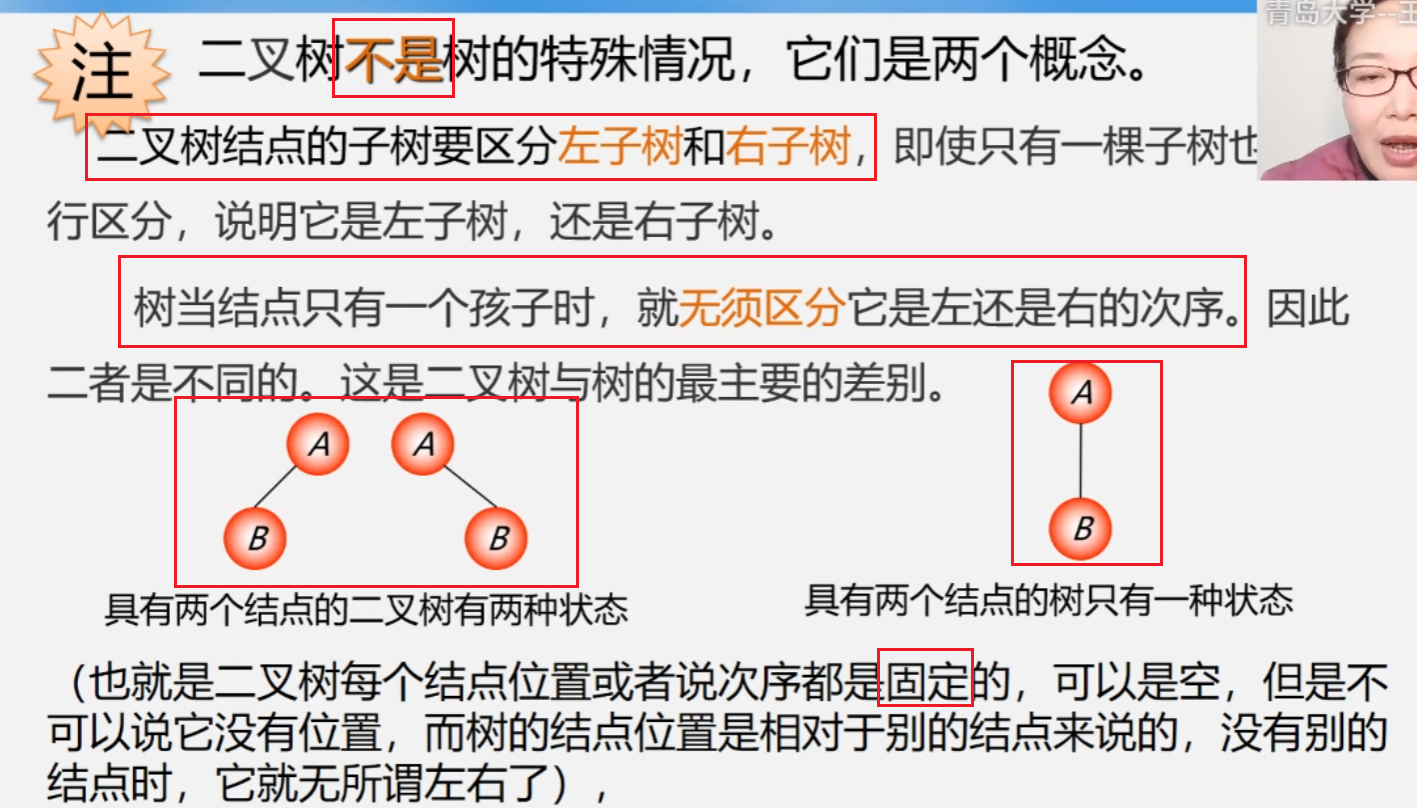 青岛大学--王
注 二叉树不是树的特殊情况，它们是两个概念。
二叉树结点的子树要区分左子树和右子树，即使只有一棵子树也
行区分，说明它是左子树，还是右子树。
树当结点只有一个孩子时，就无须区分它是左还是右的次序。因此
二者是不同的。这是二叉树与树的最主要的差别。
A A A
B B B
具有两个结点的二叉树有两种状态 具有两个结点的树只有一种状态
（也就是二叉树每个结点位置或者说次序都是固定的，可以是空，但是不
可以说它没有位置，而树的结点位置是相对于别的结点来说的，没有别的
结点时，它就无所谓左右了），